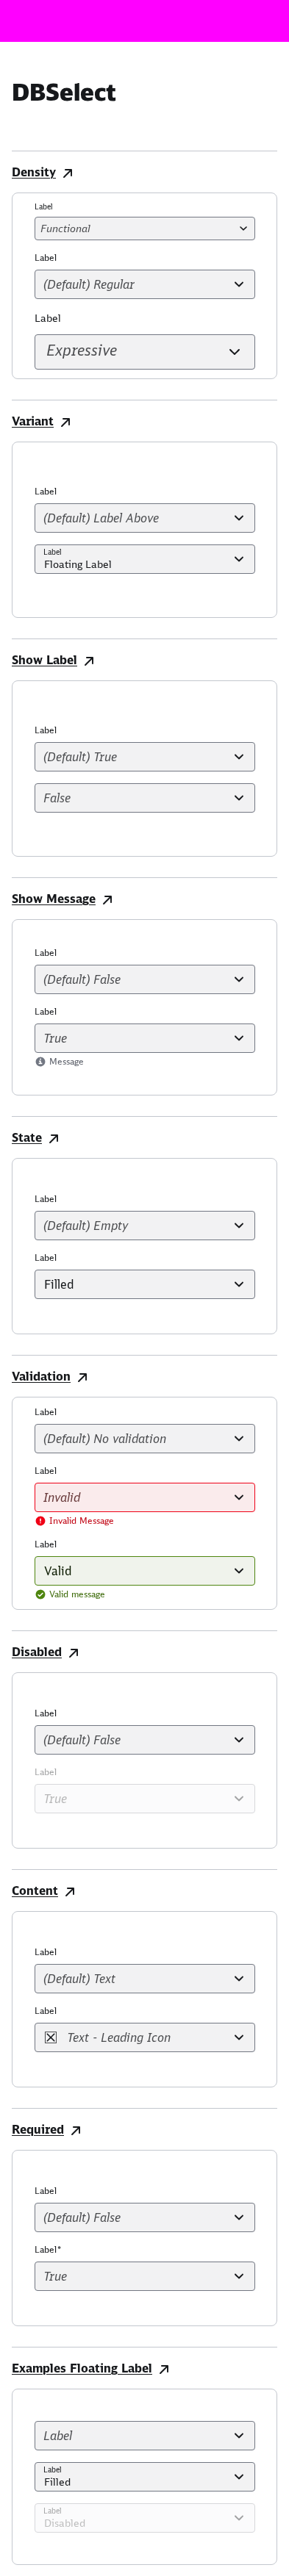 DBSelect
Density
Label
Functional
Label
(Default) Regular
Label
Expressive
Variant
Label
(Default) Label Above
Label
Floating Label
Show Label
Label
(Default) True
False
Show Message
Label
(Default) False
Label
True
Message
State
Label
(Default) Empty
Label
Filled
Validation
Label
(Default) No validation
Label
Invalid
Invalid Message
Label
Valid
Valid message
Disabled
Label
(Default) False
Label
True
Content
Label
(Default) Text
Label
Text - Leading Icon
Required
Label
(Default) False
Label*
True
Examples Floating Label
Label
Label
Filled
Label
Disabled